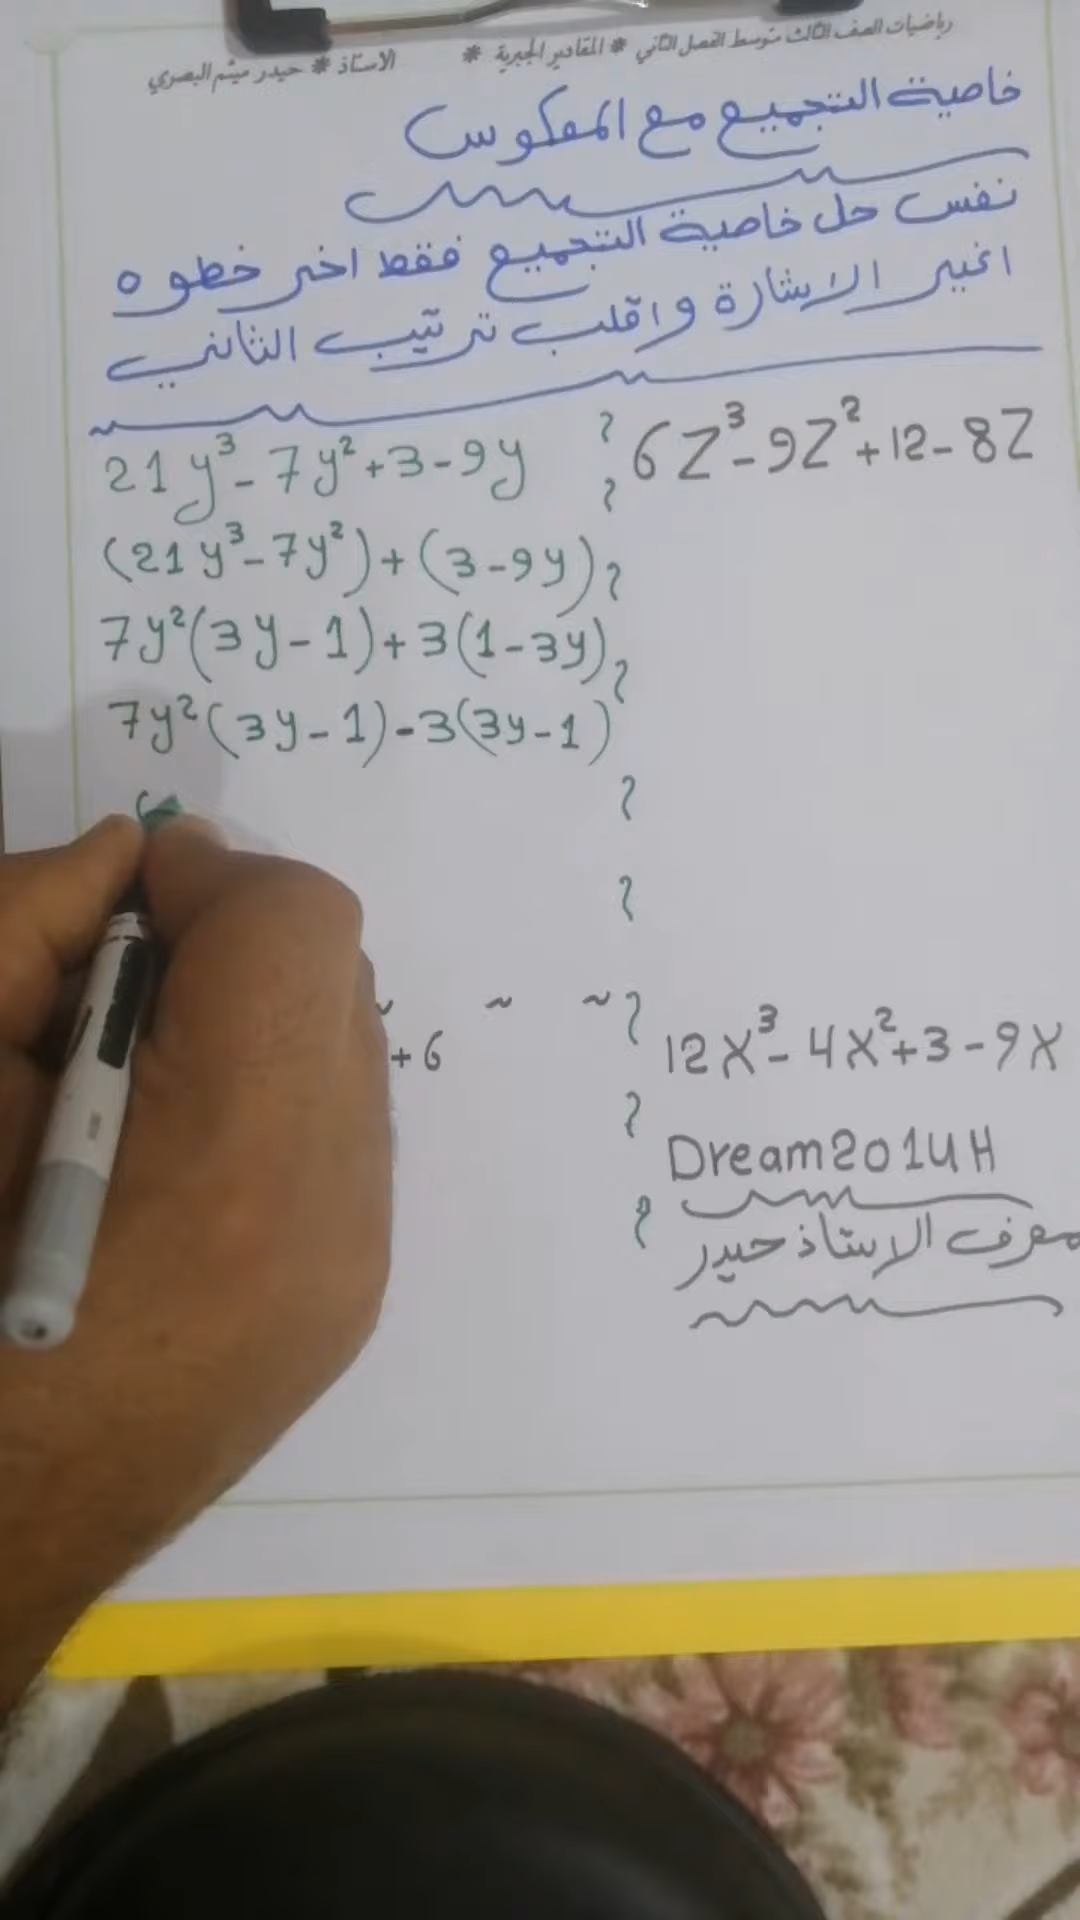 رياضيات الصف الثالث متوسط الفصل الثاني * المقادير الجبرية * الاستاذ * حيدر ميثم البصري
خاصية التجميع مع المعكوس
نفس حل خاصية التجميع فقط اخر خطوه
اغير الاشارة واقلب ترتيب الثاني
21y³-7y²+3-9y
(21y³-7y²)+(3-9y)
7y²(3y-1)+3(1-3y)
7y²(3y-1)-3(3y-1)
+6
6Z³-9Z²+12-8Z
12X³-4X²+3-9X
Dream2014H
معرف الاستاذ حيدر